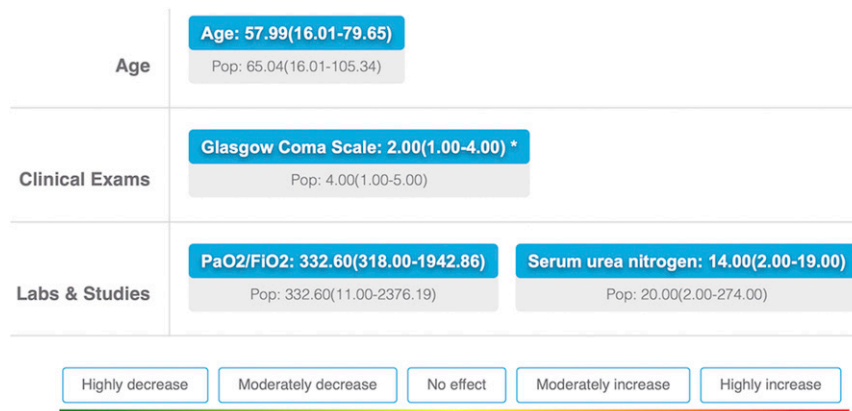 Age: 57.99(16.01-79.65)
Age
Pop: 65.04(16.01-105.34)
Glasgow Coma Scale: 2.00(1.00-4.00) *
Clinical Exams
Pop: 4.00(1.00-5.00)
PaO2/FiO2: 332.60(318.00-1942.86)
Serum urea nitrogen: 14.00(2.00-19.00)
Labs & Studies
Pop: 332.60(11.00-2376.19)
Pop: 20.00(2.00-274.00)
Highly decrease
Moderately decrease
No effect
Moderately increase
Highly increase